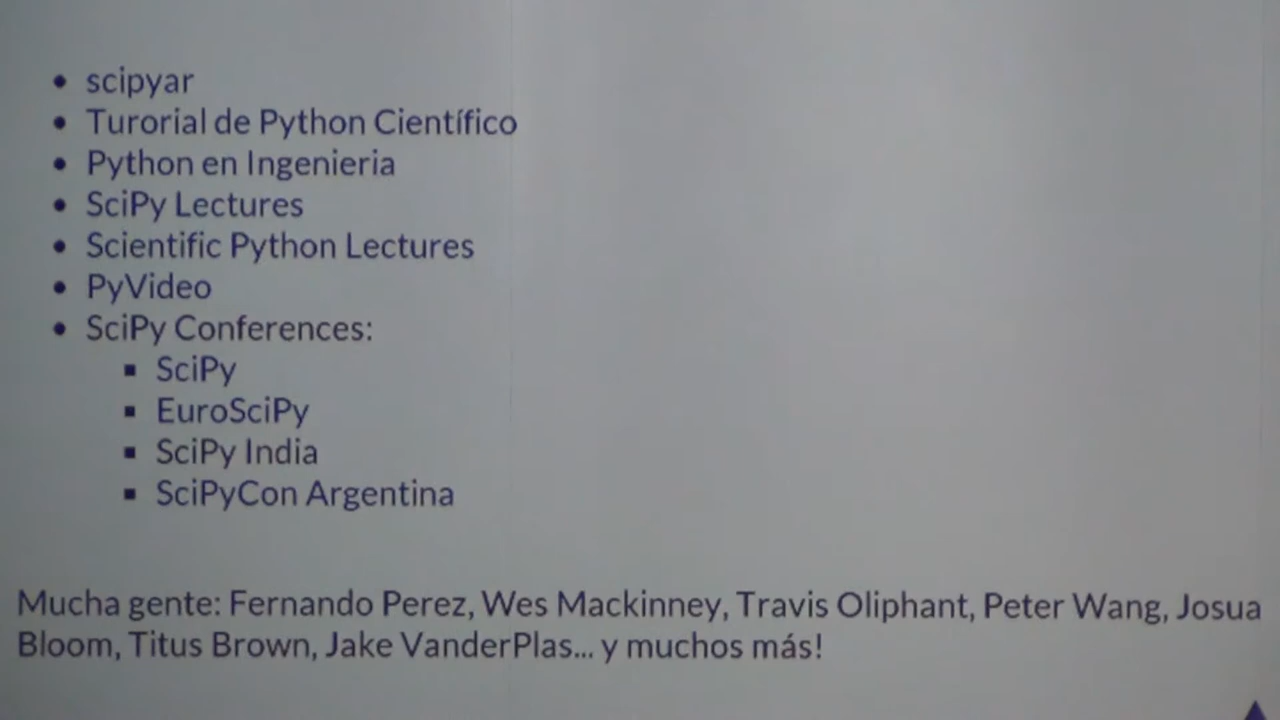 scipyar
Turorial de Python Científico
Python en Ingenieria
SciPy Lectures
Scientific Python Lectures
PyVideo
SciPy Conferences:
SciPy
EuroSciPy
SciPy India
SciPyCon Argentina
Mucha gente: Fernando Perez, Wes Mackinney, Travis Oliphant, Peter Wang, Josua
Bloom, Titus Brown, Jake VanderPlas... y muchos más!